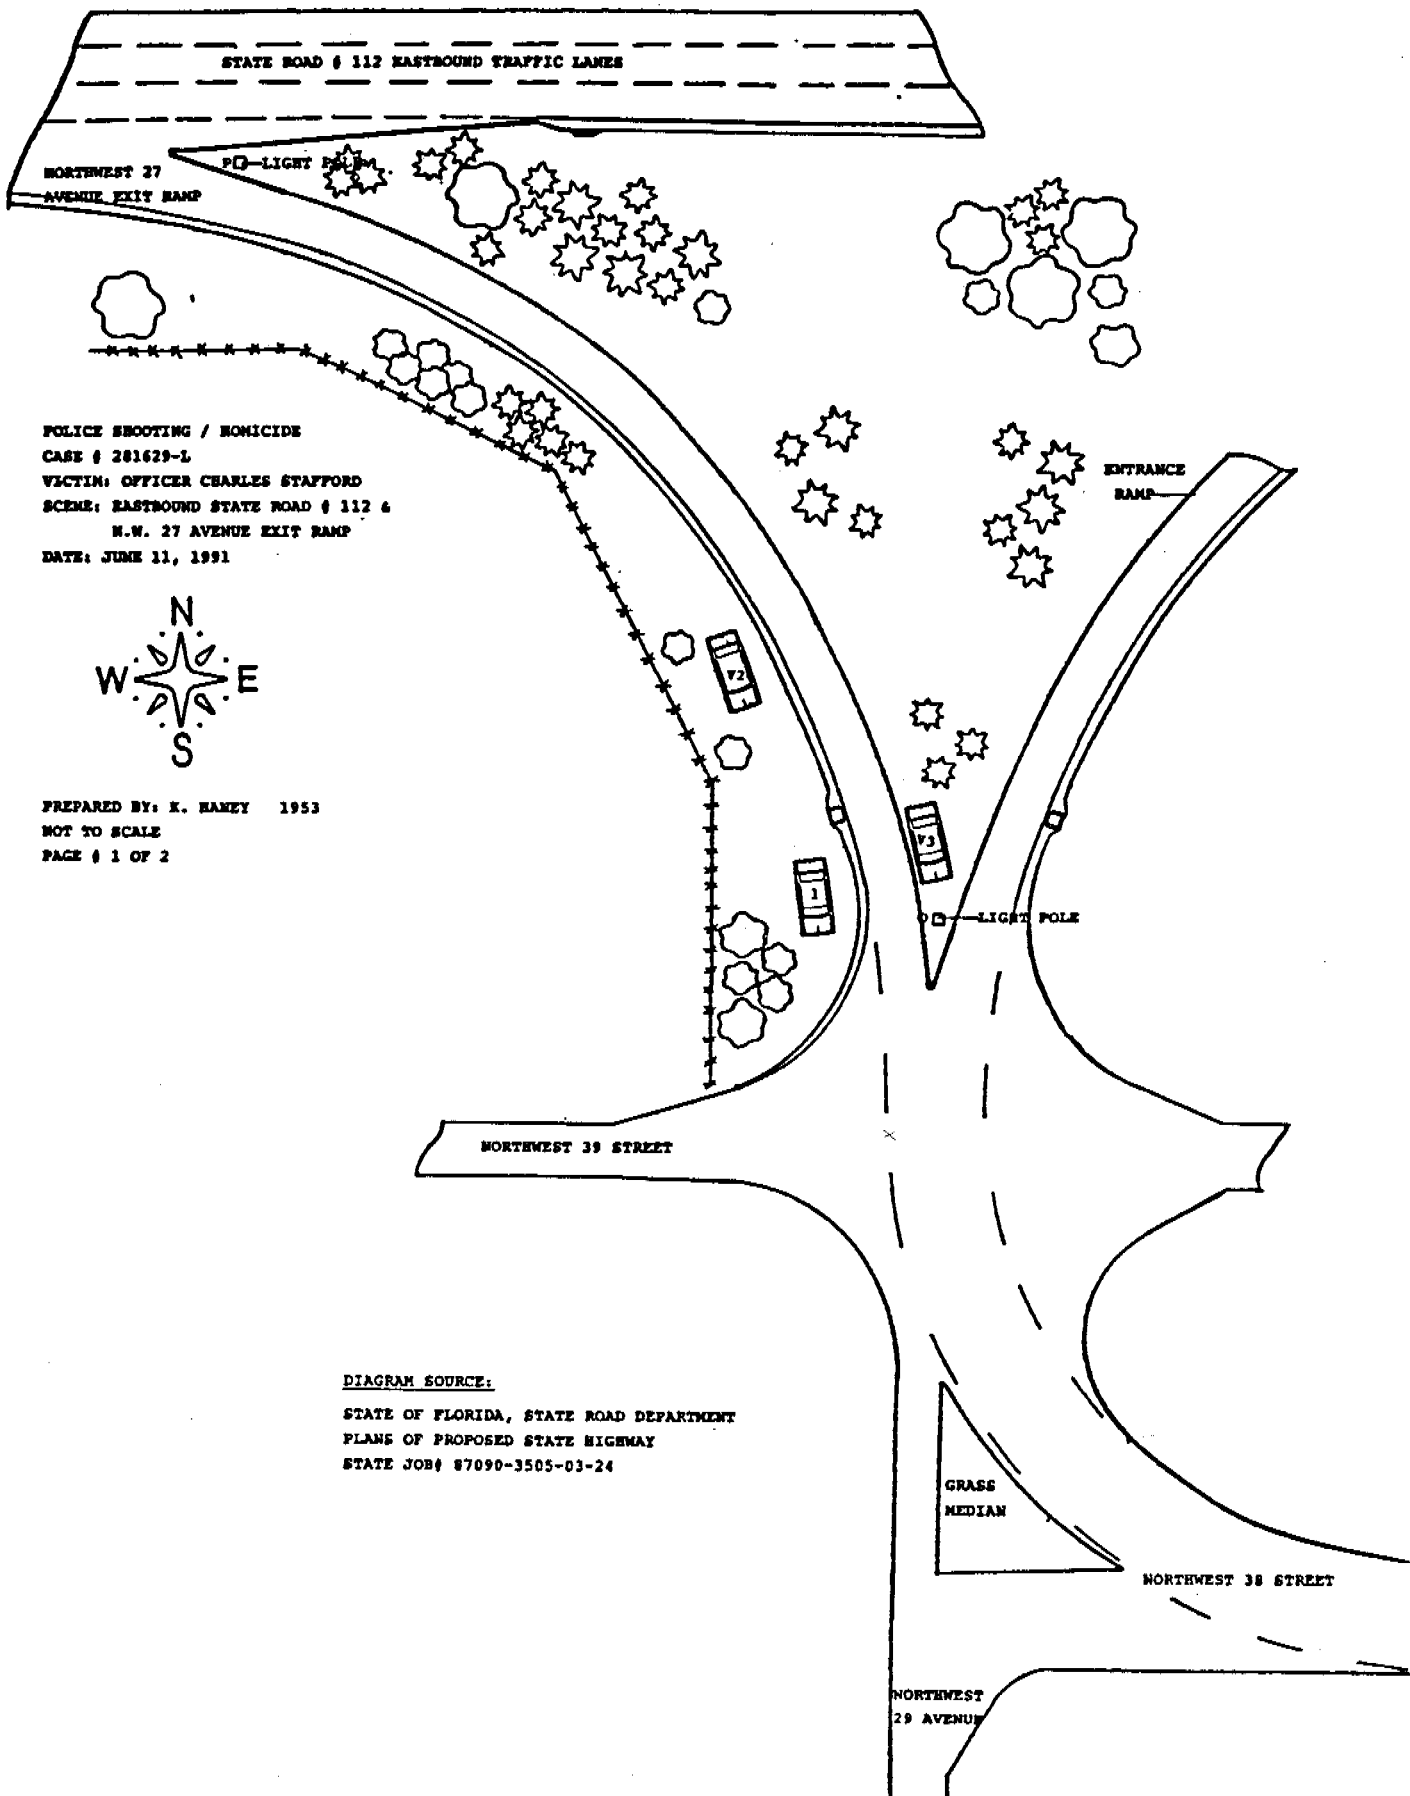 STATE ROAD # 112 EASTBOUND TRAFFIC LANES
NORTHWEST 27
AVENUE EXIT RAMP
P
LIGHT POLE
POLICE SHOOTING / HOMICIDE
CASE # 281629-L
VICTIM: OFFICER CHARLES STAFFORD
SCENE: EASTBOUND STATE ROAD # 112 &
N.W. 27 AVENUE EXIT RAMP
DATE: JUNE 11, 1991
ENTRANCE
RAMP
N
W E
S
V2
PREPARED BY: K. HANEY 1953
NOT TO SCALE
PAGE # 1 OF 2
V3
1
LIGHT POLE
NORTHWEST 39 STREET
DIAGRAM SOURCE:
STATE OF FLORIDA, STATE ROAD DEPARTMENT
PLANS OF PROPOSED STATE HIGHWAY
STATE JOB# 87090-3505-03-24
GRASS
MEDIAN
NORTHWEST 38 STREET
NORTHWEST
29 AVENUE